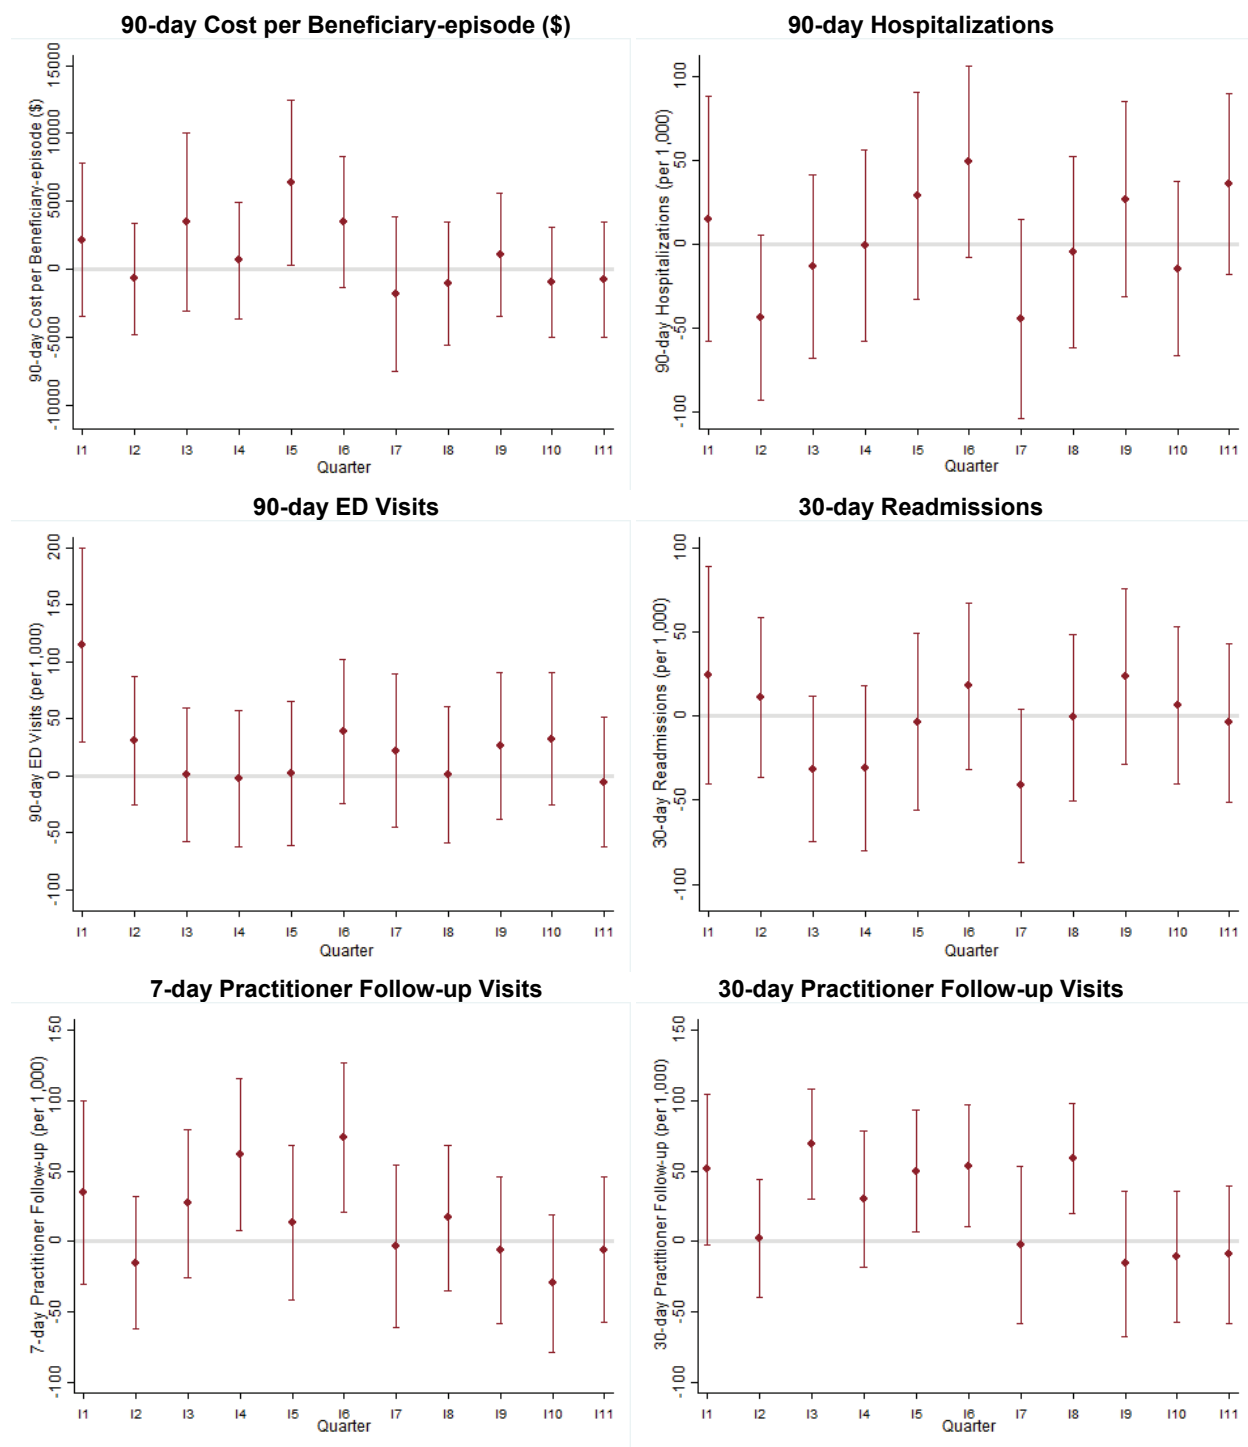 90-day Cost per Beneficiary-episode ($)
90-day Cost per Beneficiary-episode ($)
15000
10000
5000
0
-5000
-10000
I1 I2 I3 I4 I5 I6 I7 I8 I9 I10 I11
Quarter
90-day Hospitalizations
90-day Hospitalizations (per 1,000)
100
50
0
-50
-100
I1 I2 I3 I4 I5 I6 I7 I8 I9 I10 I11
Quarter
90-day ED Visits
90-day ED Visits (per 1,000)
200
150
100
50
0
-50
-100
I1 I2 I3 I4 I5 I6 I7 I8 I9 I10 I11
Quarter
30-day Readmissions
30-day Readmissions (per 1,000)
100
50
0
-50
-100
I1 I2 I3 I4 I5 I6 I7 I8 I9 I10 I11
Quarter
7-day Practitioner Follow-up Visits
7-day Practitioner Follow-up (per 1,000)
150
100
50
0
-50
-100
I1 I2 I3 I4 I5 I6 I7 I8 I9 I10 I11
Quarter
30-day Practitioner Follow-up Visits
30-day Practitioner Follow-up (per 1,000)
150
100
50
0
-50
-100
I1 I2 I3 I4 I5 I6 I7 I8 I9 I10 I11
Quarter